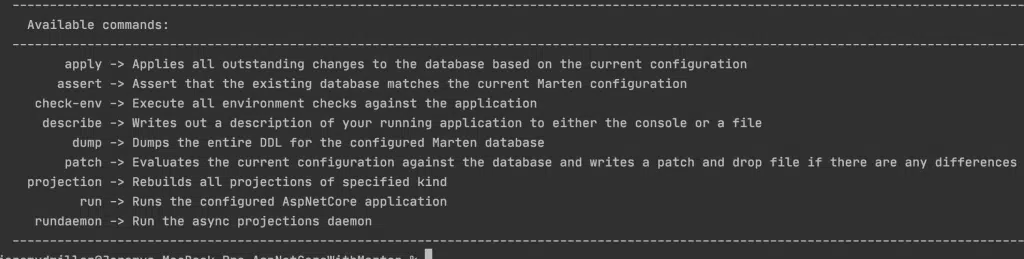 --------------------------------------------------------------------------------
Available commands:
--------------------------------------------------------------------------------
apply -> Applies all outstanding changes to the database based on the current configuration
assert -> Assert that the existing database matches the current Marten configuration
check-env -> Execute all environment checks against the application
describe -> Writes out a description of your running application to either the console or a file
dump -> Dumps the entire DDL for the configured Marten database
patch -> Evaluates the current configuration against the database and writes a patch and drop file if there are any differences
projection -> Rebuilds all projections of specified kind
run -> Runs the configured AspNetCore application
rundaemon -> Run the async projections daemon
--------------------------------------------------------------------------------
MacBook-Pro AspNetCoreWithMarten %